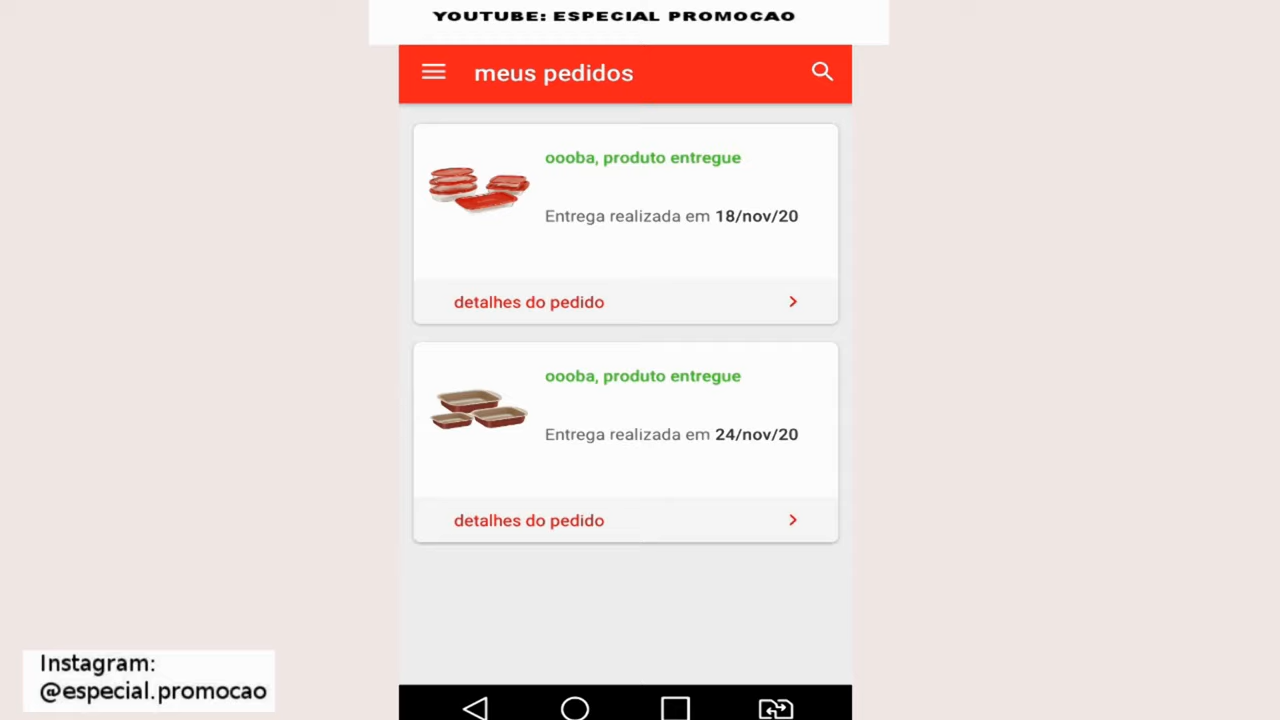 YOUTUBE: ESPECIAL PROMOCAO
meus pedidos
oooba, produto entregue
Entrega realizada em 18/nov/20
detalhes do pedido
oooba, produto entregue
Entrega realizada em 24/nov/20
detalhes do pedido
Instagram:
@especial.promocao